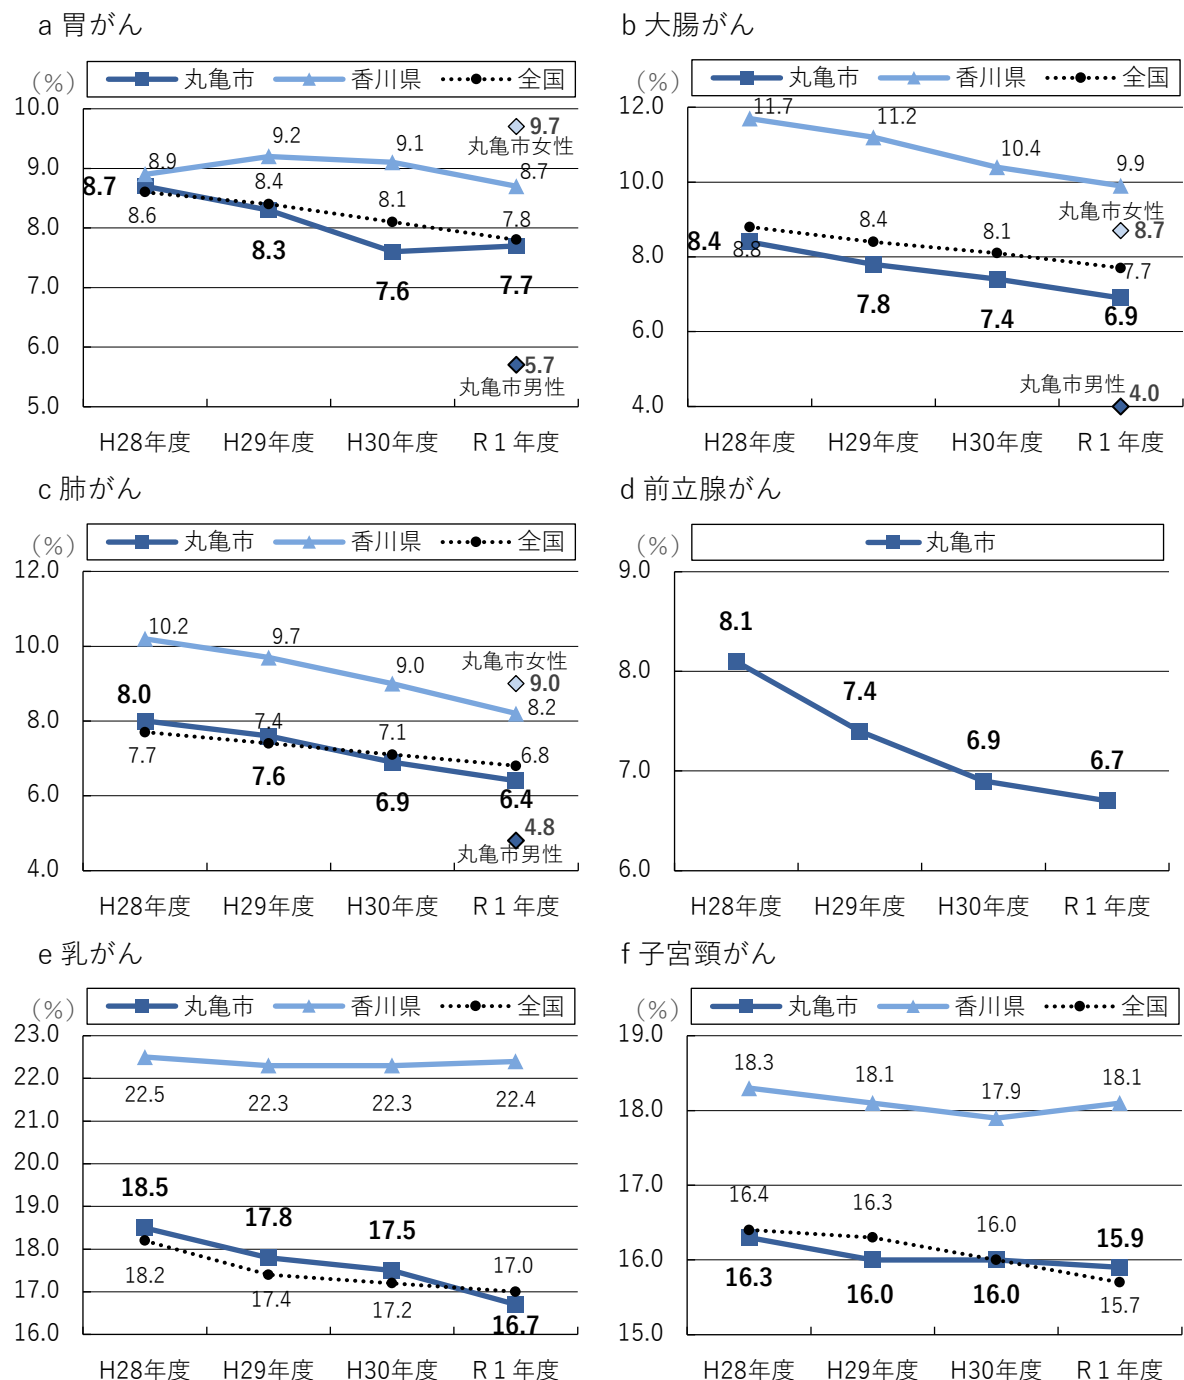 a 胃がん
(%)
丸亀市 香川県 全国
10.0
9.0
8.0
7.0
6.0
5.0
8.9 9.2 9.1 8.7
8.7 8.3 7.6 7.7
8.6 8.4 8.1 7.8
9.7
丸亀市女性
5.7
丸亀市男性
H28年度 H29年度 H30年度 R１年度
b 大腸がん
(%)
丸亀市 香川県 全国
12.0
10.0
8.0
6.0
4.0
11.7 11.2 10.4 9.9
8.4 7.8 7.4 6.9
8.8 8.4 8.1 7.7
丸亀市女性
8.7
丸亀市男性
4.0
H28年度 H29年度 H30年度 R１年度
c 肺がん
(%)
丸亀市 香川県 全国
12.0
10.0
8.0
6.0
4.0
10.2 9.7 9.0 8.2
8.0 7.6 6.9 6.4
7.7 7.4 7.1 6.8
丸亀市女性
9.0
4.8
丸亀市男性
H28年度 H29年度 H30年度 R１年度
d 前立腺がん
(%)
丸亀市
9.0
8.0
7.0
6.0
8.1 7.4 6.9 6.7
H28年度 H29年度 H30年度 R１年度
e 乳がん
(%)
丸亀市 香川県 全国
23.0
22.0
21.0
20.0
19.0
18.0
17.0
16.0
22.5 22.3 22.3 22.4
18.5 17.8 17.5 16.7
18.2 17.4 17.2 17.0
H28年度 H29年度 H30年度 R１年度
f 子宮頸がん
(%)
丸亀市 香川県 全国
19.0
18.0
17.0
16.0
15.0
18.3 18.1 17.9 18.1
16.4 16.3 16.0 15.7
16.3 16.0 16.0 15.9
H28年度 H29年度 H30年度 R１年度